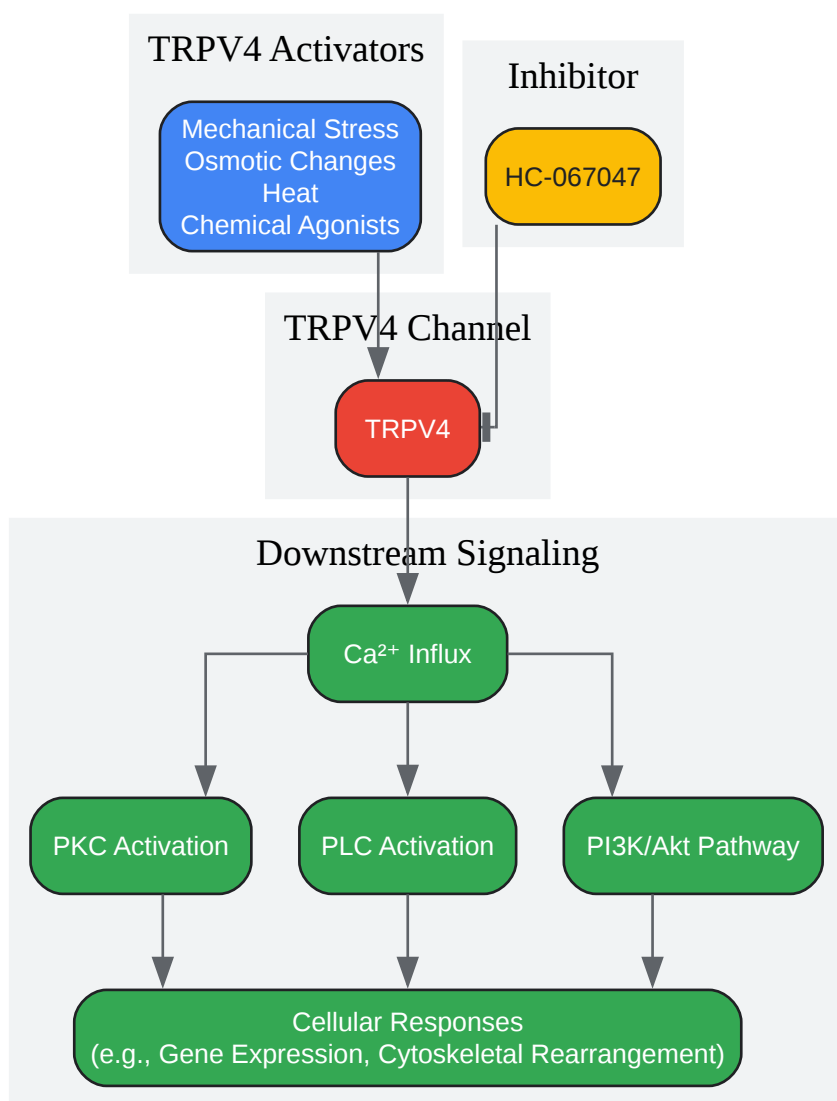 TRPV4 Activators
Mechanical Stress
Osmotic Changes
Heat
Chemical Agonists
Inhibitor
HC-067047
TRPV4 Channel
TRPV4
Downstream Signaling
Ca²⁺ Influx
PKC Activation
PLC Activation
PI3K/Akt Pathway
Cellular Responses
(e.g., Gene Expression, Cytoskeletal Rearrangement)